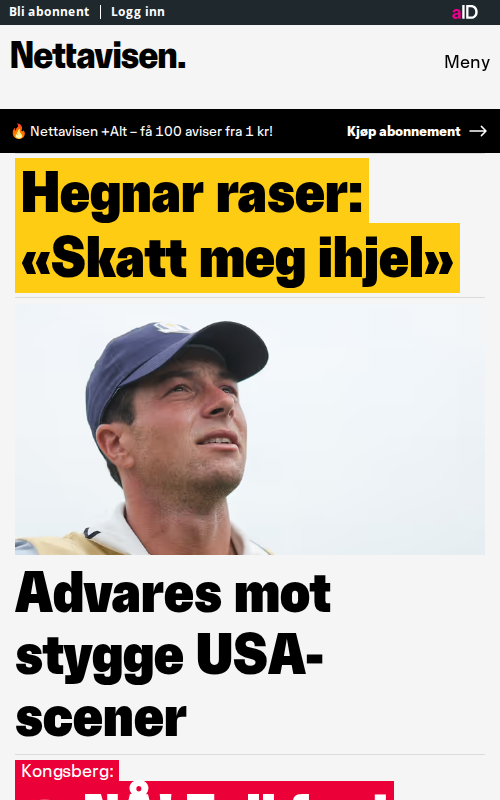 Bli abonnent | Logg inn
aID
Nettavisen.
Meny
🔥 Nettavisen +Alt – få 100 aviser fra 1 kr!
Kjøp abonnement →
Hegnar raser:
«Skatt meg ihjel»
Advares mot
stygge USA-
scener
Kongsberg: